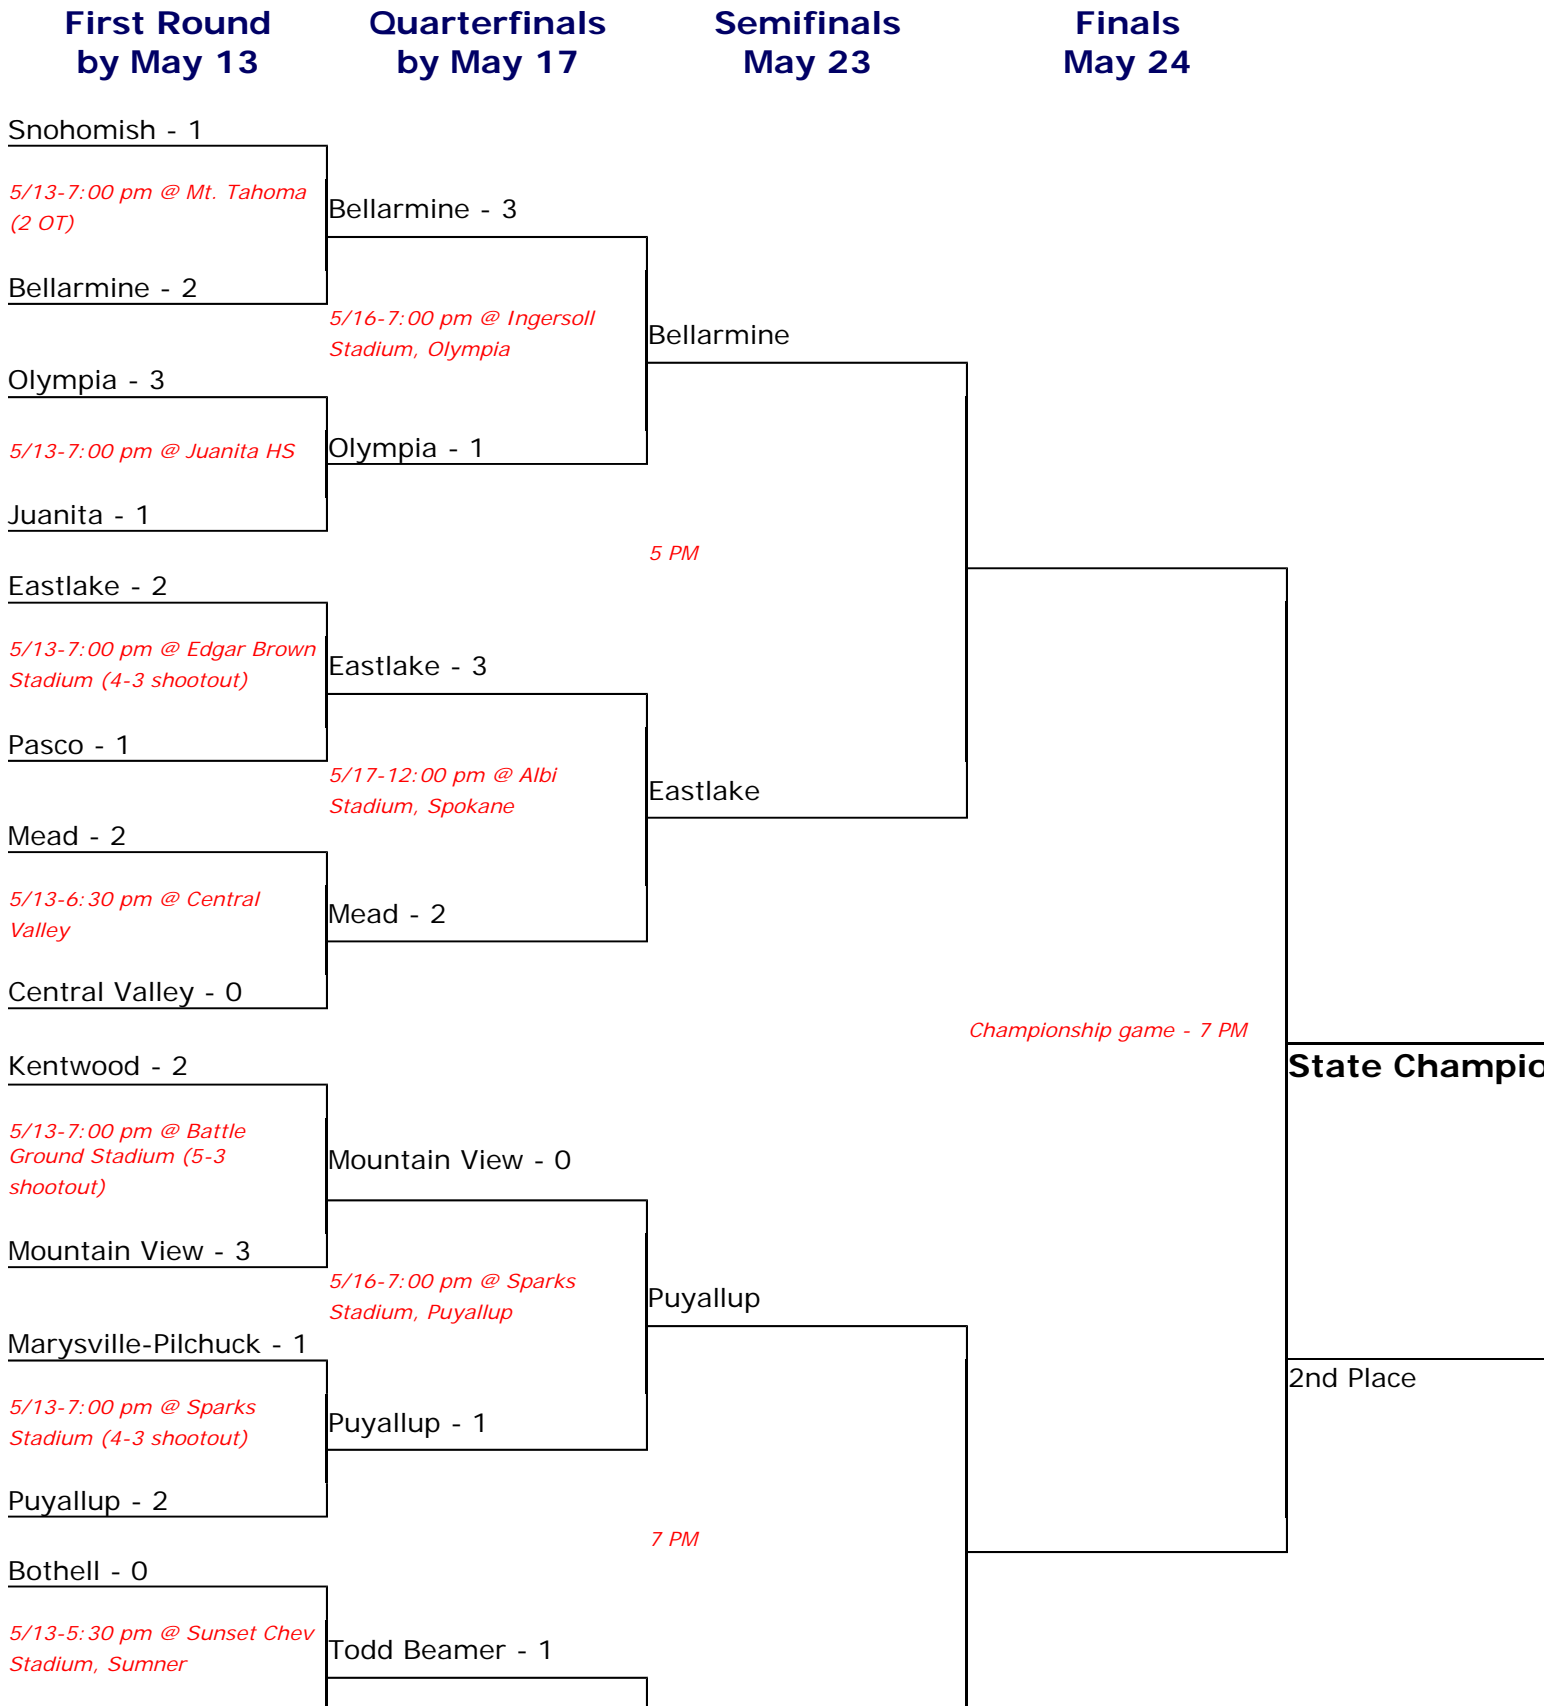 First Round
by May 13
Quarterfinals
by May 17
Semifinals
May 23
Finals
May 24
Snohomish - 1
5/13-7:00 pm @ Mt. Tahoma
(2 OT)
Bellarmine - 2
Bellarmine - 3
5/16-7:00 pm @ Ingersoll
Stadium, Olympia
Bellarmine
Olympia - 3
5/13-7:00 pm @ Juanita HS
Olympia - 1
Juanita - 1
5 PM
Eastlake - 2
5/13-7:00 pm @ Edgar Brown
Stadium (4-3 shootout)
Eastlake - 3
Pasco - 1
5/17-12:00 pm @ Albi
Stadium, Spokane
Eastlake
Mead - 2
5/13-6:30 pm @ Central
Valley
Mead - 2
Central Valley - 0
Championship game - 7 PM
State Champio
Kentwood - 2
5/13-7:00 pm @ Battle
Ground Stadium (5-3
shootout)
Mountain View - 0
Mountain View - 3
5/16-7:00 pm @ Sparks
Stadium, Puyallup
Puyallup
Marysville-Pilchuck - 1
2nd Place
5/13-7:00 pm @ Sparks
Stadium (4-3 shootout)
Puyallup - 1
Puyallup - 2
7 PM
Bothell - 0
5/13-5:30 pm @ Sunset Chev
Stadium, Sumner
Todd Beamer - 1